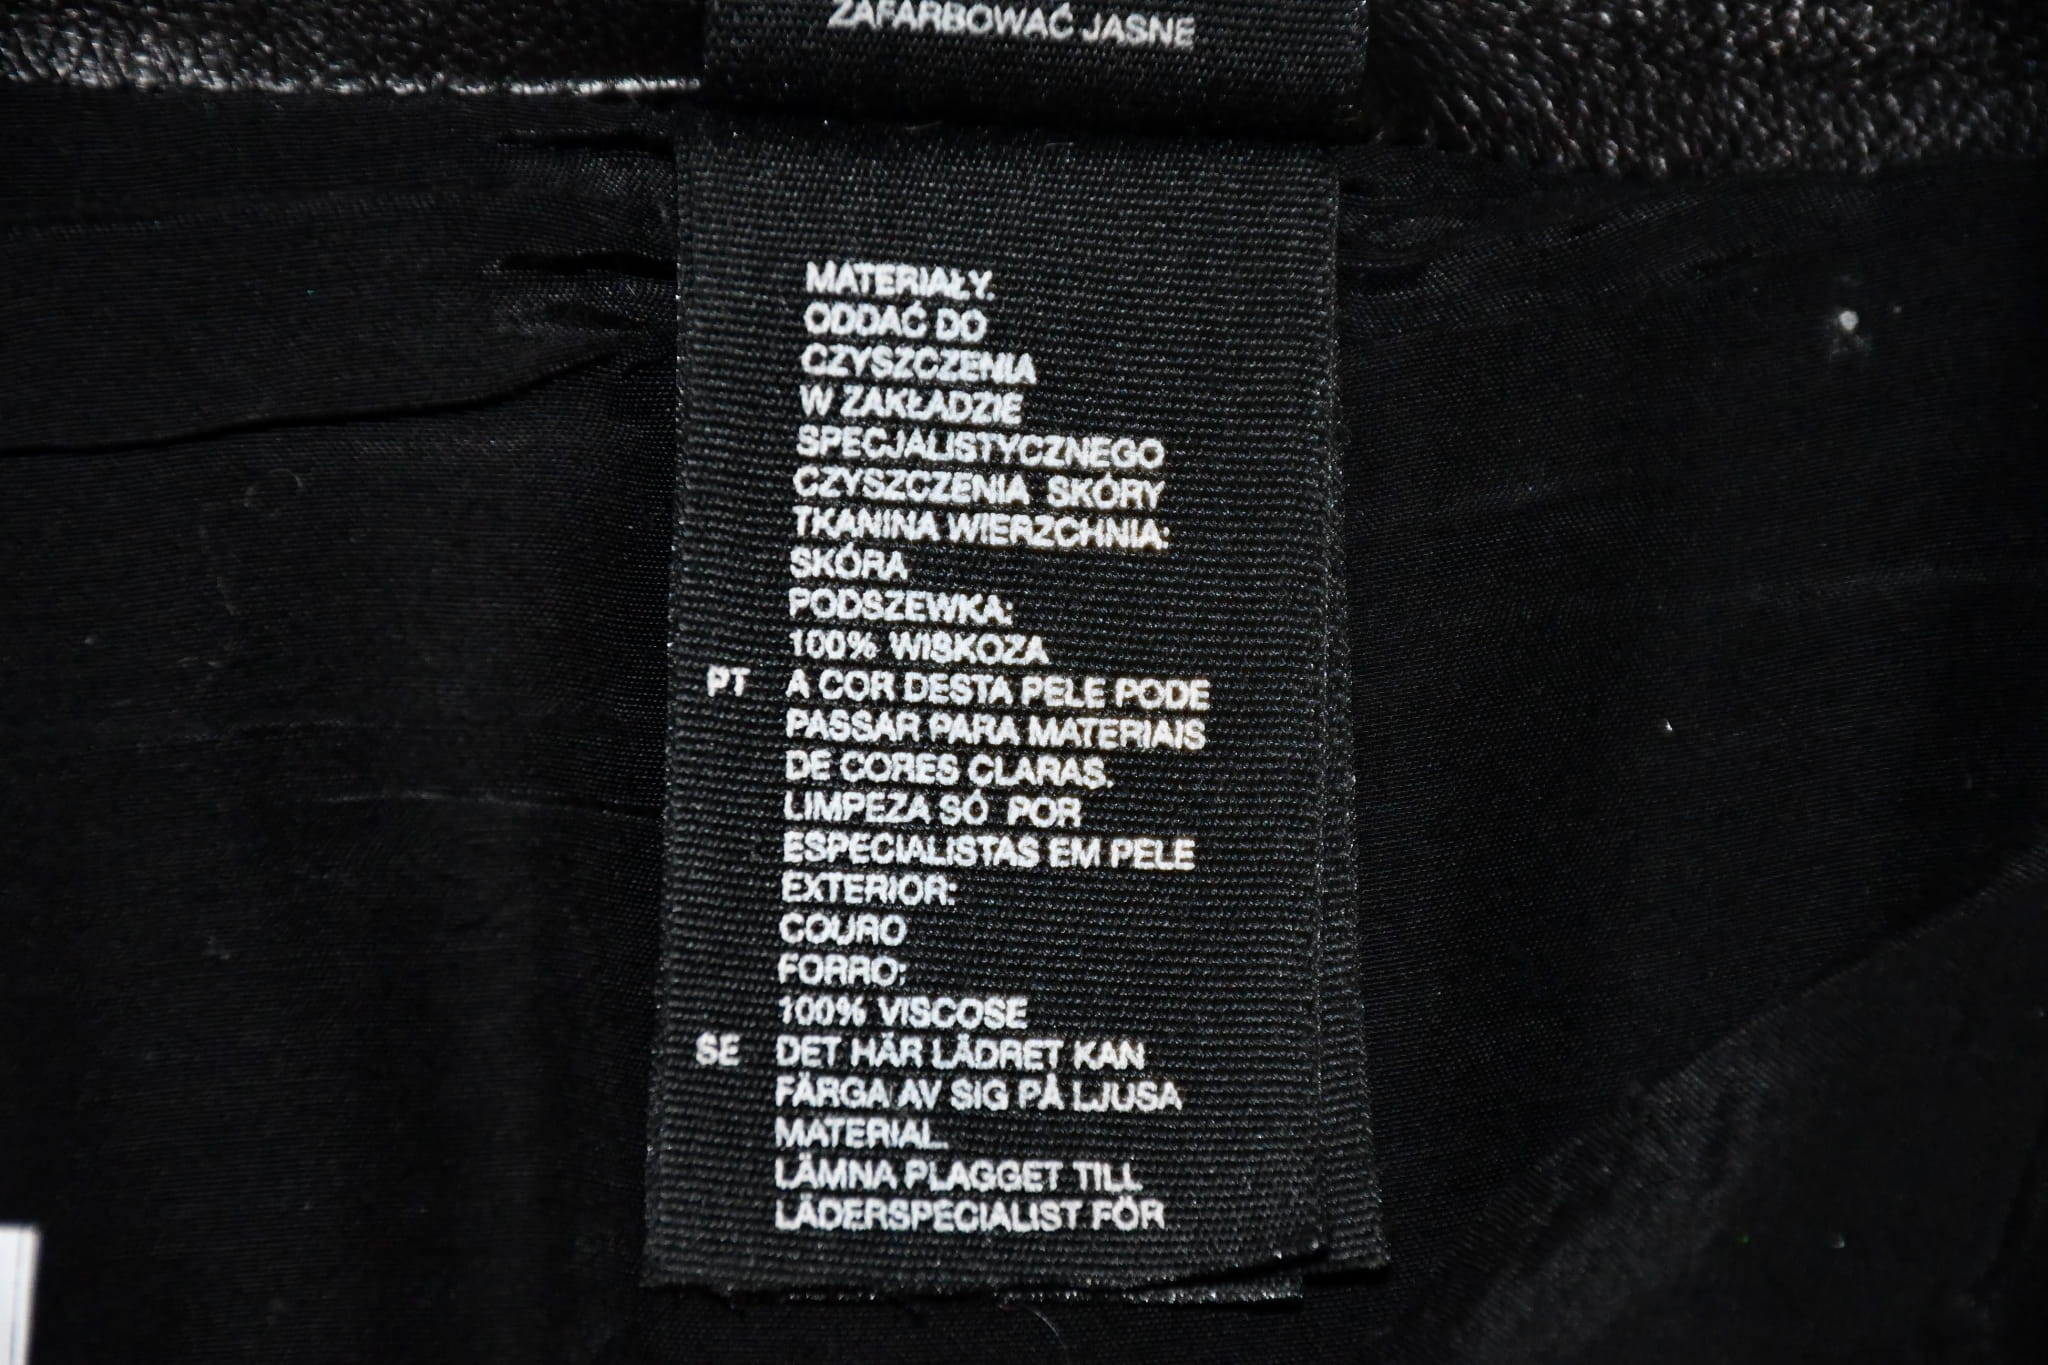 ZAFARBOWAĆ JASNE
MATERIAŁY.
ODDAĆ DO
CZYSZCZENIA
W ZAKŁADZIE
SPECJALISTYCZNEGO
CZYSZCZENIA SKÓRY
TKANINA WIERZCHNIA:
SKÓRA
PODSZEWKA:
100% WISKOZA
PT A COR DESTA PELE PODE
PASSAR PARA MATERIAIS
DE CORES CLARAS.
LIMPEZA SÓ POR
ESPECIALISTAS EM PELE
EXTERIOR:
COURO
FORRO:
100% VISCOSE
SE DET HÄR LÄDRET KAN
FÄRGA AV SIG PÅ LJUSA
MATERIAL.
LÄMNA PLAGGET TILL
LÄDERSPECIALIST FÖR